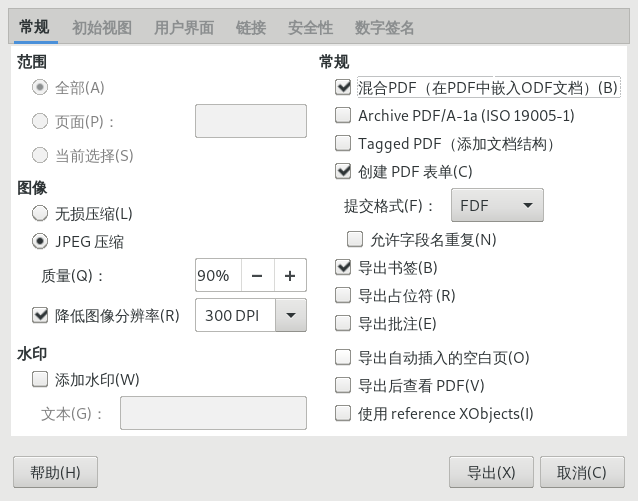 常规 初始视图 用户界面 链接 安全性 数字签名
范围
全部(A)
页面(P)：
当前选择(S)
图像
无损压缩(L)
JPEG 压缩
质量(Q)：
90%
降低图像分辨率(R)
300 DPI
水印
添加水印(W)
文本(G)：
常规
混合PDF（在PDF中嵌入ODF文档）(B)
Archive PDF/A-1a (ISO 19005-1)
Tagged PDF（添加文档结构）
创建 PDF 表单(C)
提交格式(F)：
FDF
允许字段名重复(N)
导出书签(B)
导出占位符 (R)
导出批注(E)
导出自动插入的空白页(O)
导出后查看 PDF(V)
使用 reference XObjects(I)
帮助(H)
导出(X)
取消(C)